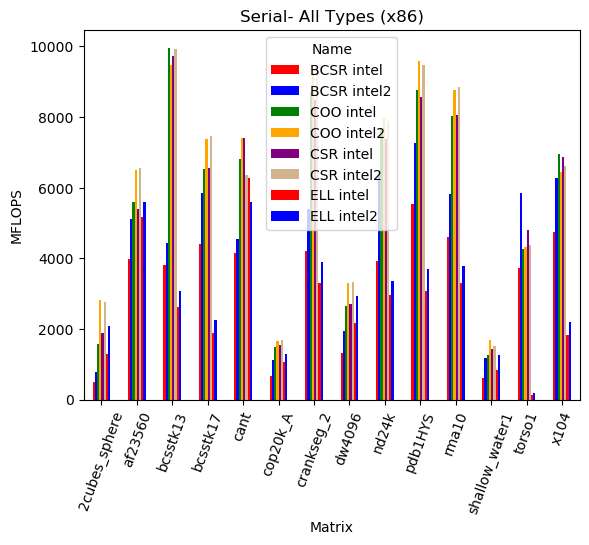 Serial- All Types (x86)
MFLOPS
10000
8000
6000
4000
2000
0
Name
BCSR intel
BCSR intel2
COO intel
COO intel2
CSR intel
CSR intel2
ELL intel
ELL intel2
2cubes_sphere
af23560
bcsstk13
bcsstk17
cant
cop20k_A
crankseg_2
dw4096
nd24k
pdb1HYS
rma10
shallow_water1
torso1
x104
Matrix